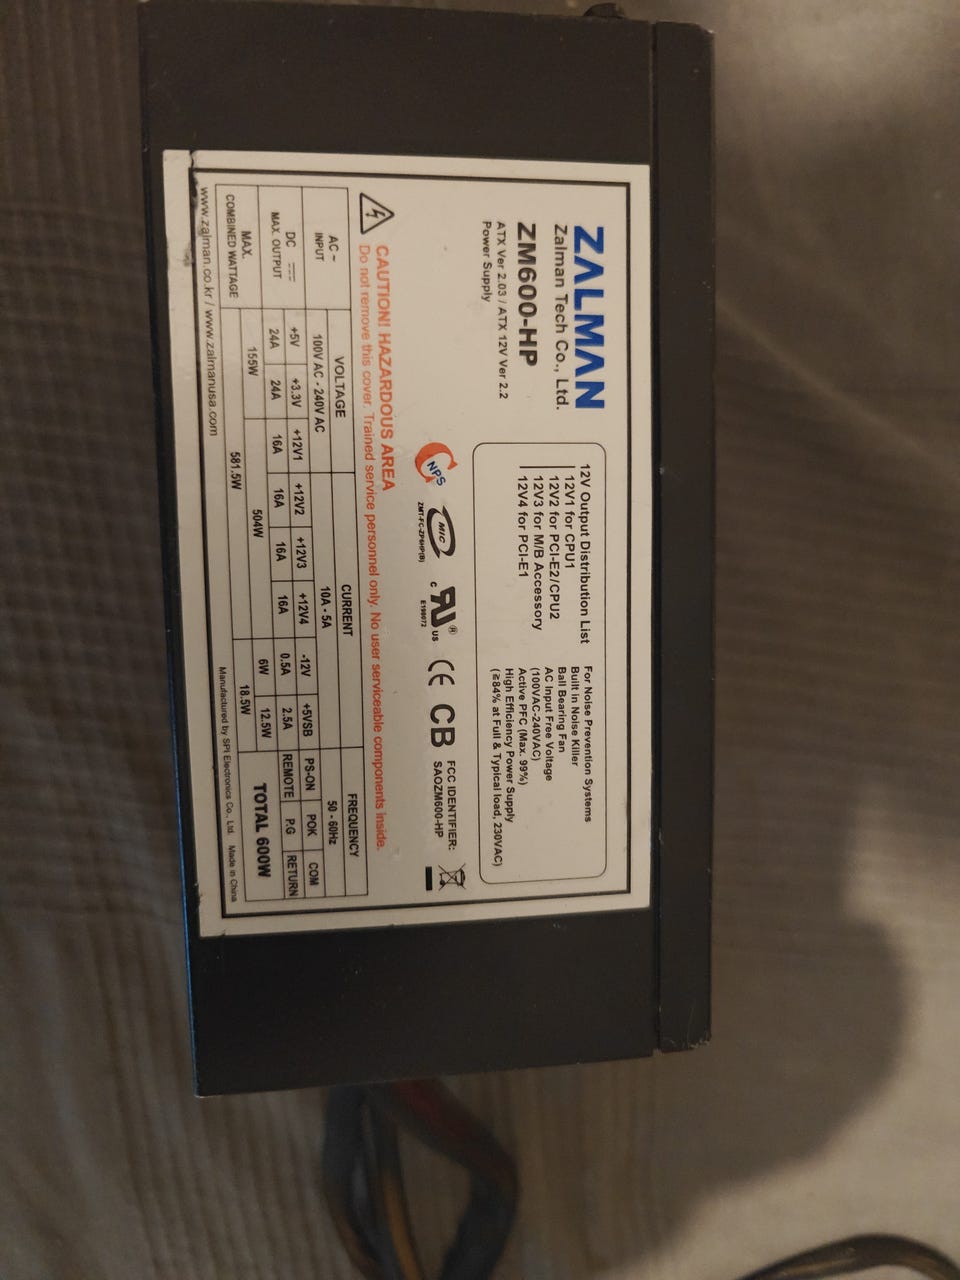 ZALMAN
Zalman Tech Co., Ltd.
ZM600-HP
ATX Ver 2.03 / ATX 12V Ver 2.2
Power Supply
12V Output Distribution List
12V1 for CPU1
12V2 for PCI-E2/CPU2
12V3 for M/B Accessory
12V4 for PCI-E1
For Noise Prevention Systems
Built in Noise Killer
Ball Bearing Fan
AC Input Free Voltage
(100VAC-240VAC)
Active PFC (Max. 99%)
High Efficiency Power Supply
(≧84% at Full & Typical load, 230VAC)
NPS
MIC
ZMT-FC-ZP6HP(B)
c UL® US
E190072
CE
CB
FCC IDENTIFIER:
SAOZM600-HP
CAUTION! HAZARDOUS AREA
Do not remove this cover. Trained service personnel only. No user serviceable components inside.
AC ~ INPUT
VOLTAGE CURRENT FREQUENCY
100V AC - 240V AC 10A - 5A 50 - 60Hz
DC MAX. OUTPUT
+5V +3.3V +12V1 +12V2 +12V3 +12V4 -12V +5VSB PS-ON POK COM
24A 24A 16A 16A 16A 16A 0.5A 2.5A REMOTE P.G RETURN
MAX. COMBINED WATTAGE
155W 504W 6W 12.5W TOTAL 600W
581.5W 18.5W
www.zalman.co.kr / www.zalmanusa.com
Manufactured by SPI Electronics Co., Ltd. Made in China